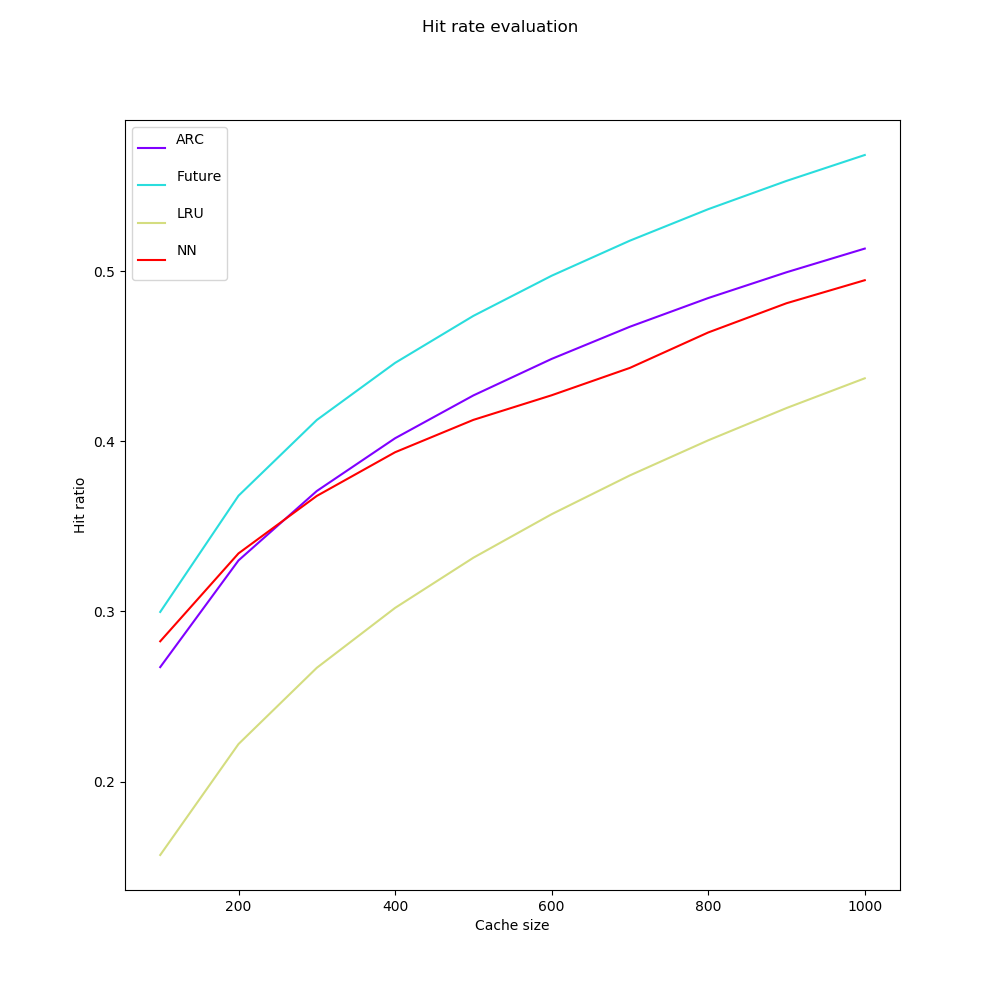 Hit rate evaluation
ARC
Future
LRU
NN
0.5
0.4
0.3
0.2
Hit ratio
200 400 600 800 1000
Cache size